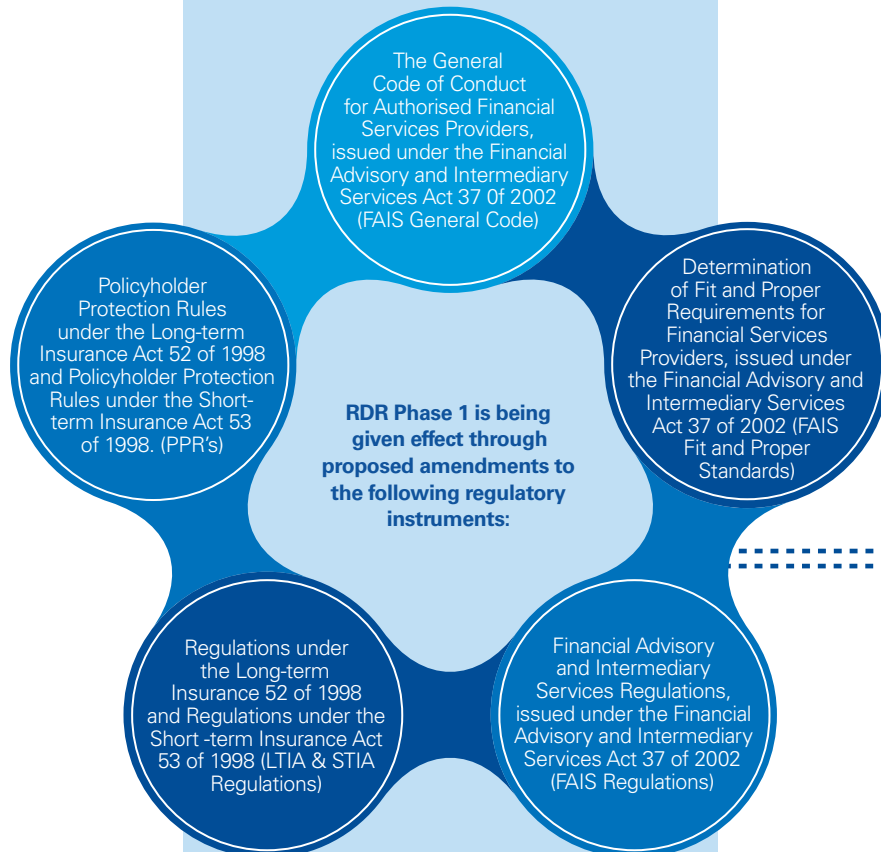 The General
Code of Conduct
for Authorised Financial
Services Providers,
issued under the Financial
Advisory and Intermediary
Services Act 37 0f 2002
(FAIS General Code)
Determination
of Fit and Proper
Requirements for
Financial Services
Providers, issued under
the Financial Advisory and
Intermediary Services
Act 37 of 2002 (FAIS
Fit and Proper
Standards)
Policyholder
Protection Rules
under the Long-term
Insurance Act 52 of 1998
and Policyholder Protection
Rules under the Short-
term Insurance Act 53
of 1998. (PPR's)
RDR Phase 1 is being
given effect through
proposed amendments to
the following regulatory
instruments:
Regulations under
the Long-term
Insurance 52 of 1998
and Regulations under the
Short -term Insurance Act
53 of 1998 (LTIA & STIA
Regulations)
Financial Advisory
and Intermediary
Services Regulations,
issued under the Financial
Advisory and Intermediary
Services Act 37 of 2002
(FAIS Regulations)